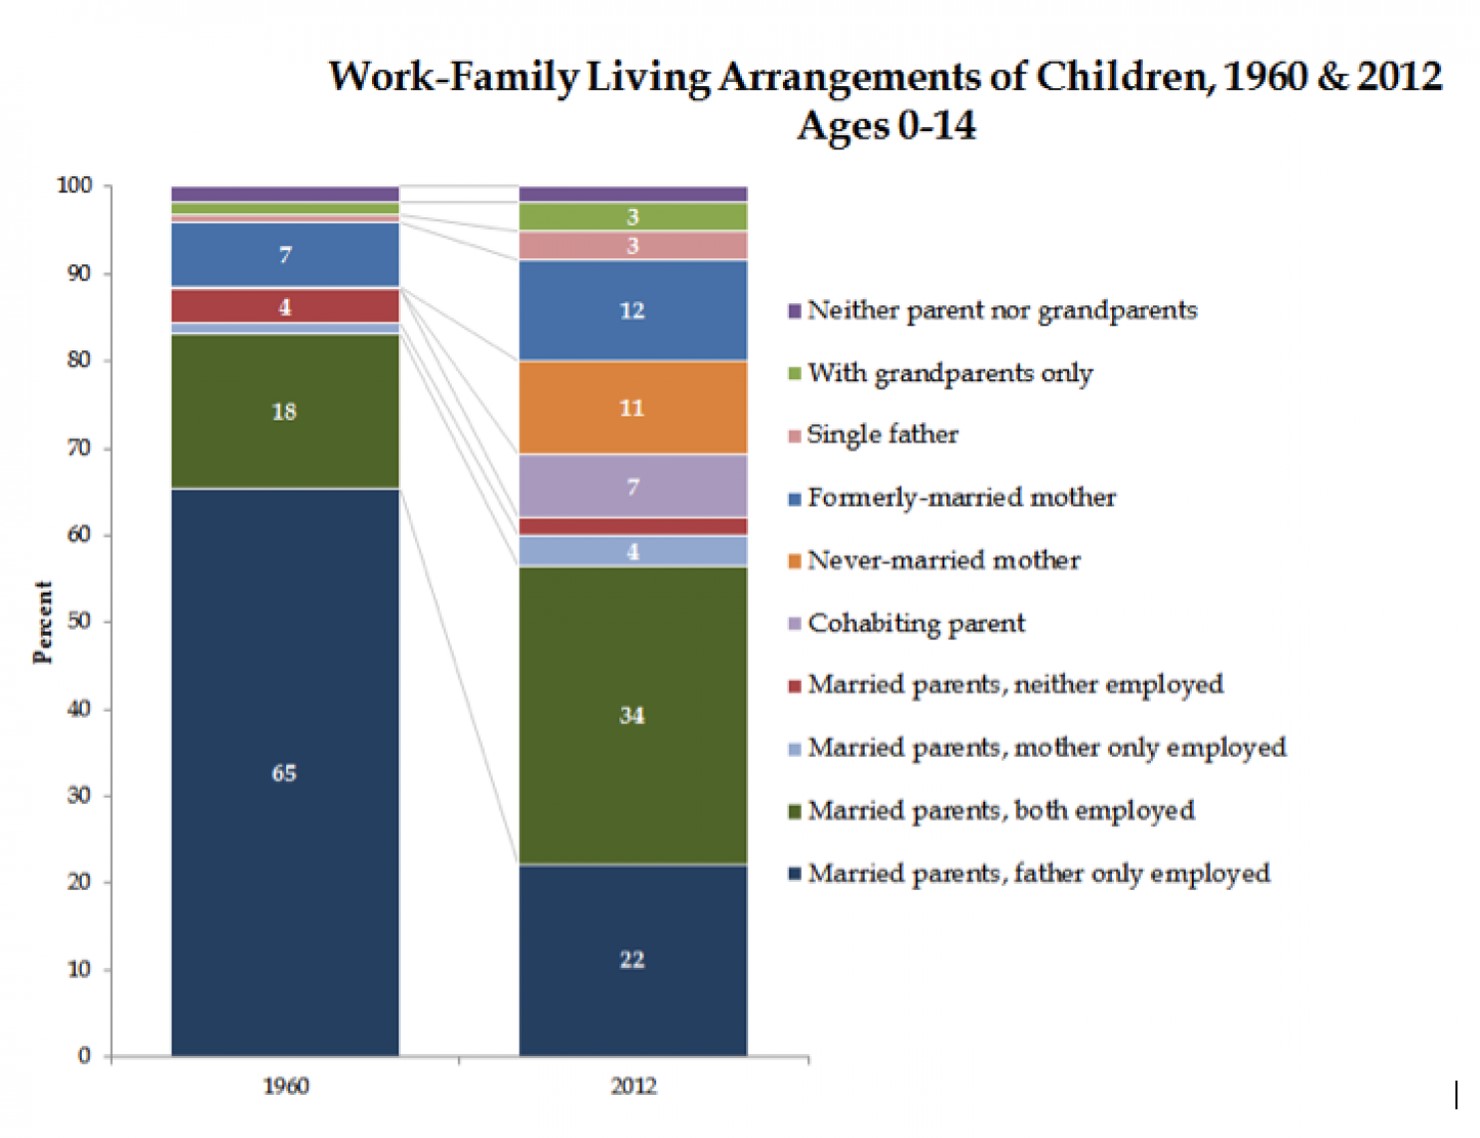 Work-Family Living Arrangements of Children, 1960 & 2012
Ages 0-14
Percent
100
90
80
70
60
50
40
30
20
10
0
7
4
18
65
3
3
12
11
7
4
34
22
1960
2012
Neither parent nor grandparents
With grandparents only
Single father
Formerly-married mother
Never-married mother
Cohabiting parent
Married parents, neither employed
Married parents, mother only employed
Married parents, both employed
Married parents, father only employed